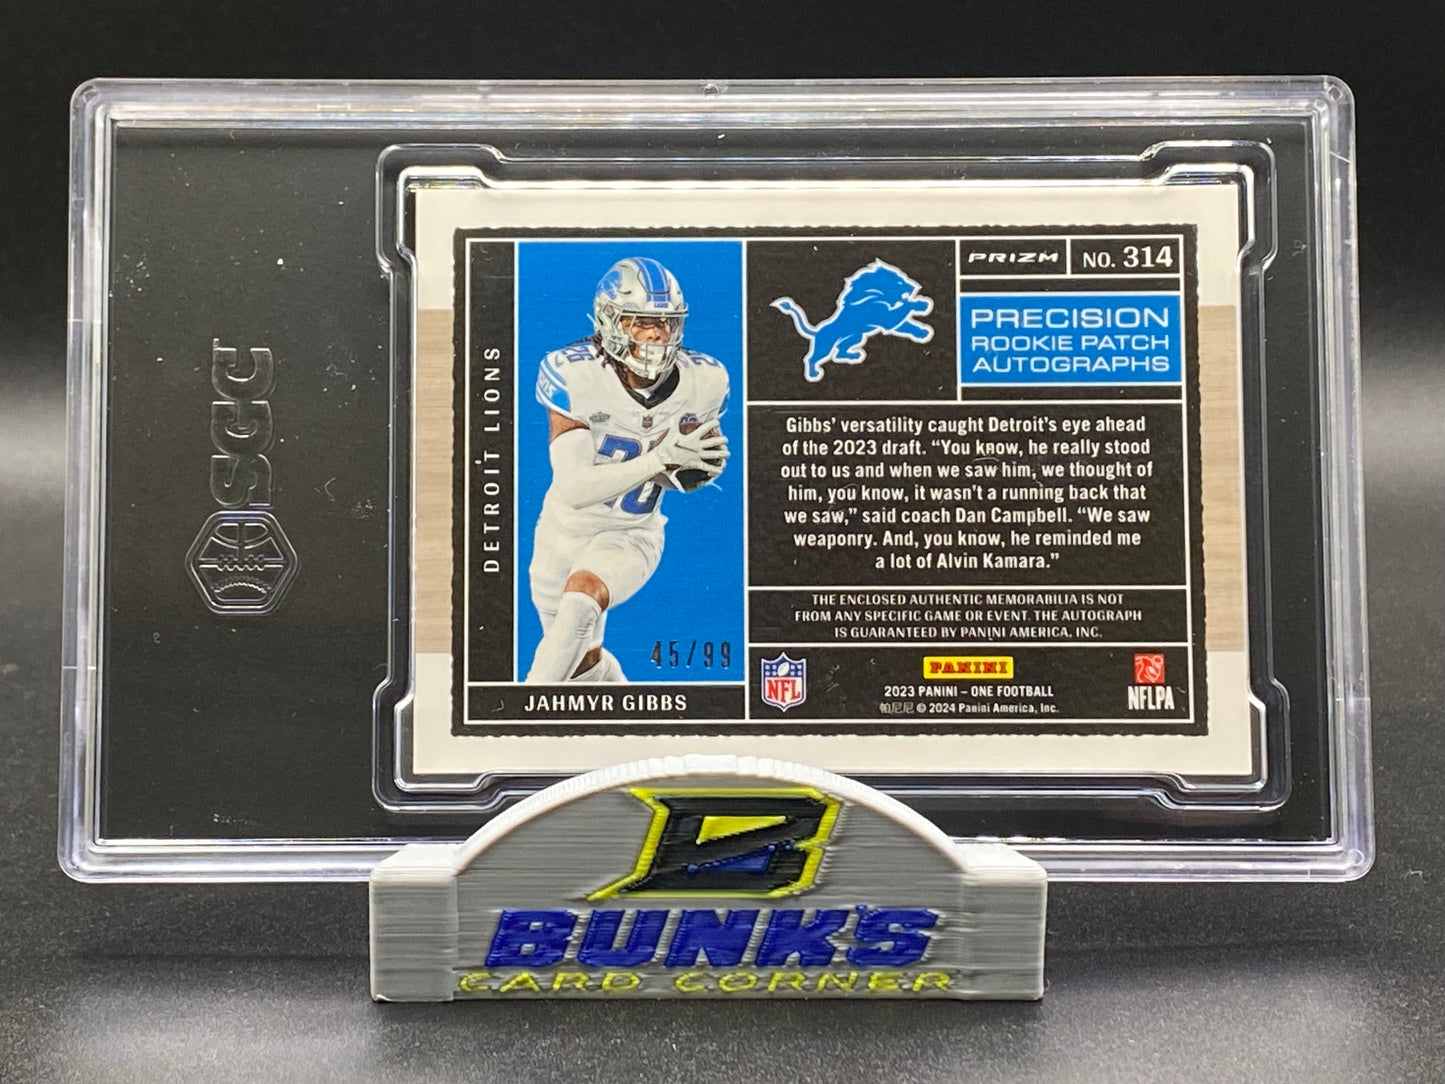 SGC
DETROIT LIONS
26
45/99
JAHMYR GIBBS
PRIZM
NO. 314
PRECISION
ROOKIE PATCH
AUTOGRAPHS
Gibbs’ versatility caught Detroit’s eye ahead
of the 2023 draft. “You know, he really stood
out to us and when we saw him, we thought of
him, you know, it wasn’t a running back that
we saw,” said coach Dan Campbell. “We saw
weaponry. And, you know, he reminded me
a lot of Alvin Kamara.”
THE ENCLOSED AUTHENTIC MEMORABILIA IS NOT
FROM ANY SPECIFIC GAME OR EVENT. THE AUTOGRAPH
IS GUARANTEED BY PANINI AMERICA, INC.
NFL
PANINI
2023 PANINI – ONE FOOTBALL
帕尼尼 © 2024 Panini America, Inc.
NFLPA
B
BUNK'S
CARD CORNER